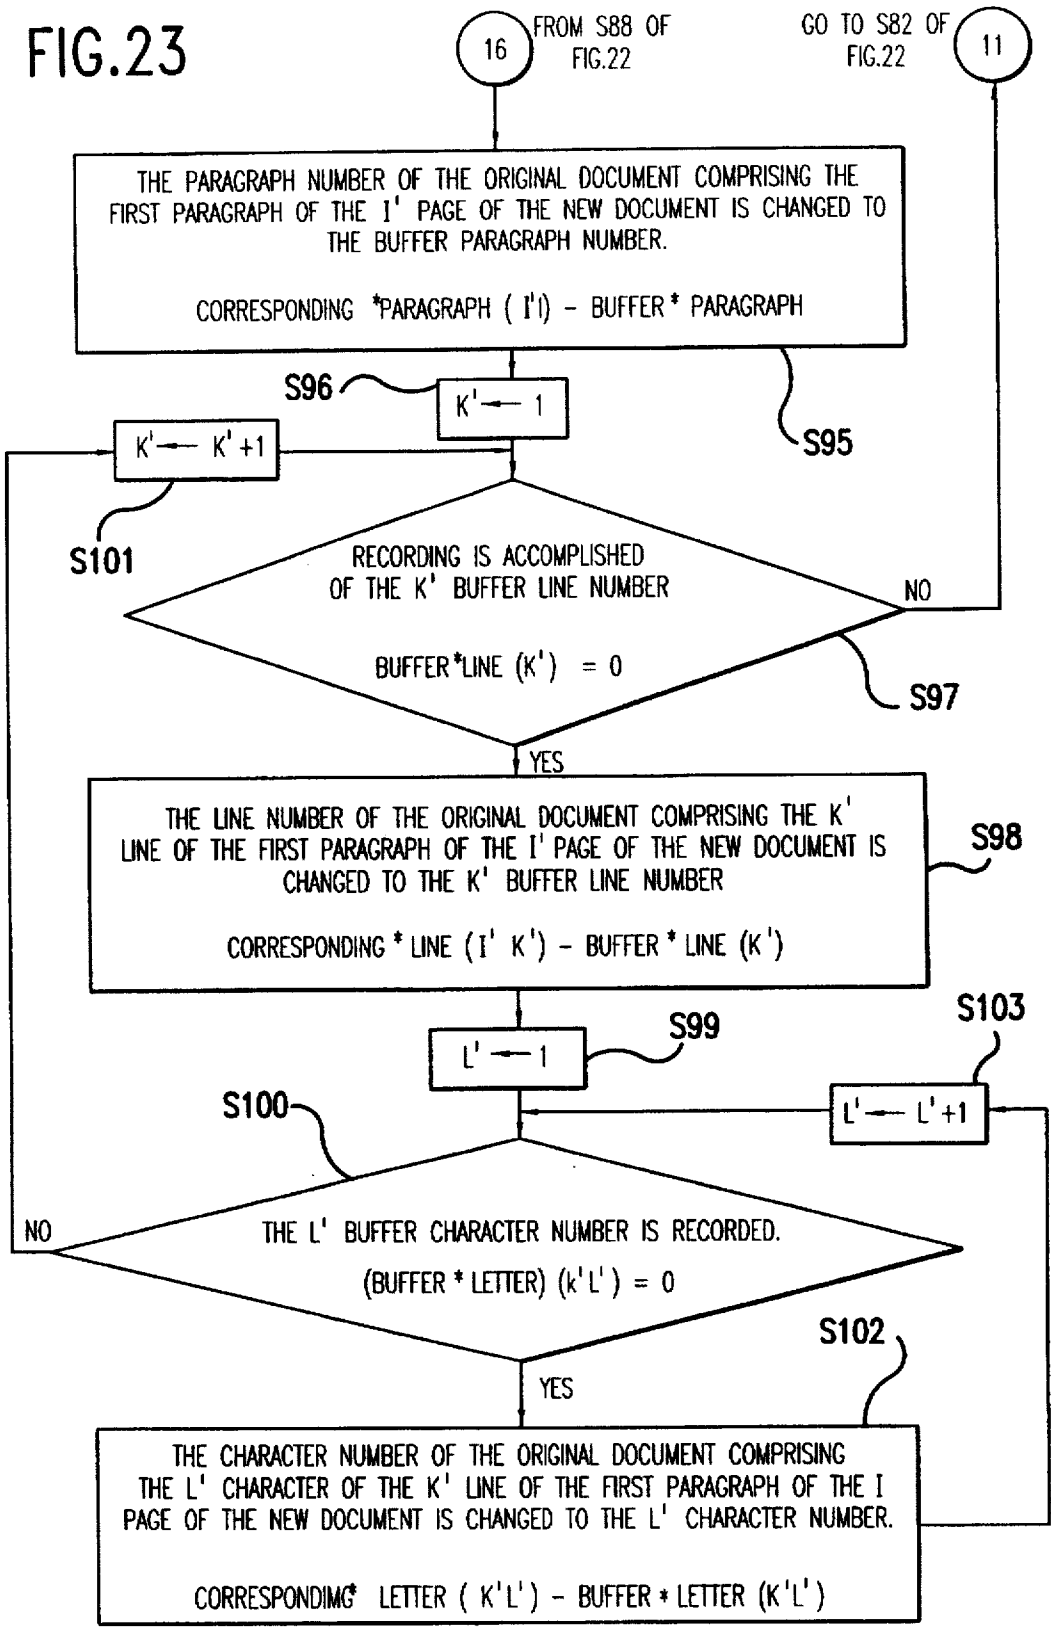 FIG.23
16
FROM S88 OF
FIG.22
GO TO S82 OF
FIG.22
11
THE PARAGRAPH NUMBER OF THE ORIGINAL DOCUMENT COMPRISING THE
FIRST PARAGRAPH OF THE I' PAGE OF THE NEW DOCUMENT IS CHANGED TO
THE BUFFER PARAGRAPH NUMBER.
CORRESPONDING *PARAGRAPH ( I'I) - BUFFER* PARAGRAPH
S96
K' ← 1
S95
K' ← K'+1
S101
RECORDING IS ACCOMPLISHED
OF THE K' BUFFER LINE NUMBER
BUFFER*LINE (K') = 0
NO
S97
YES
THE LINE NUMBER OF THE ORIGINAL DOCUMENT COMPRISING THE K'
LINE OF THE FIRST PARAGRAPH OF THE I' PAGE OF THE NEW DOCUMENT IS
CHANGED TO THE K' BUFFER LINE NUMBER
CORRESPONDING * LINE (I' K') - BUFFER * LINE (K')
S98
L' ← 1
S99
S103
L' ← L'+1
S100
THE L' BUFFER CHARACTER NUMBER IS RECORDED.
(BUFFER * LETTER) (k'L') = 0
NO
YES
S102
THE CHARACTER NUMBER OF THE ORIGINAL DOCUMENT COMPRISING
THE L' CHARACTER OF THE K' LINE OF THE FIRST PARAGRAPH OF THE I
PAGE OF THE NEW DOCUMENT IS CHANGED TO THE L' CHARACTER NUMBER.
CORRESPONDIMG* LETTER ( K'L') - BUFFER * LETTER (K'L')